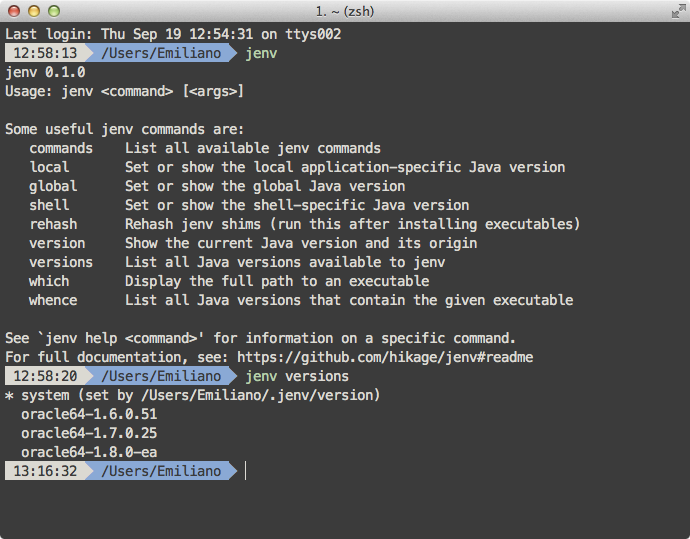 1. ~ (zsh)
Last login: Thu Sep 19 12:54:31 on ttys002
12:58:13 /Users/Emiliano jenv
jenv 0.1.0
Usage: jenv <command> [<args>]
Some useful jenv commands are:
commands List all available jenv commands
local Set or show the local application-specific Java version
global Set or show the global Java version
shell Set or show the shell-specific Java version
rehash Rehash jenv shims (run this after installing executables)
version Show the current Java version and its origin
versions List all Java versions available to jenv
which Display the full path to an executable
whence List all Java versions that contain the given executable
See `jenv help <command>' for information on a specific command.
For full documentation, see: https://github.com/hikage/jenv#readme
12:58:20 /Users/Emiliano jenv versions
* system (set by /Users/Emiliano/.jenv/version)
oracle64-1.6.0.51
oracle64-1.7.0.25
oracle64-1.8.0-ea
13:16:32 /Users/Emiliano